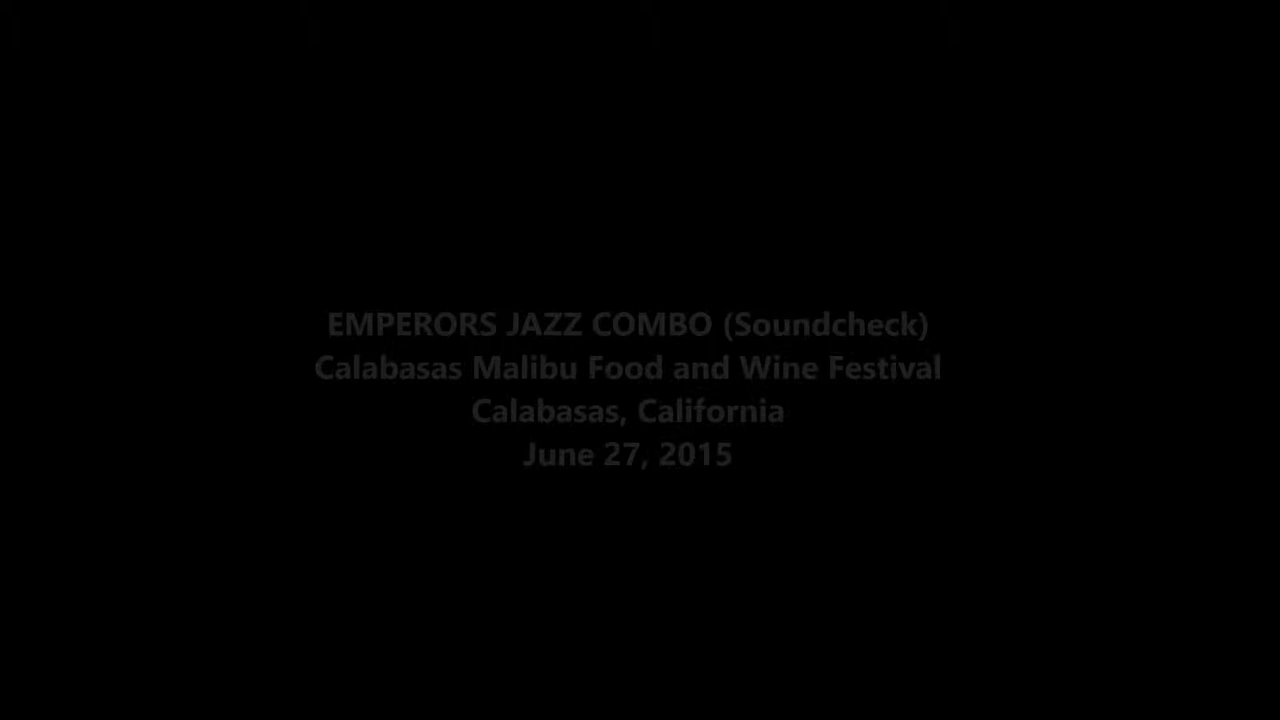 EMPERORS JAZZ COMBO (Soundcheck)
Calabasas Malibu Food and Wine Festival
Calabasas, California
June 27, 2015